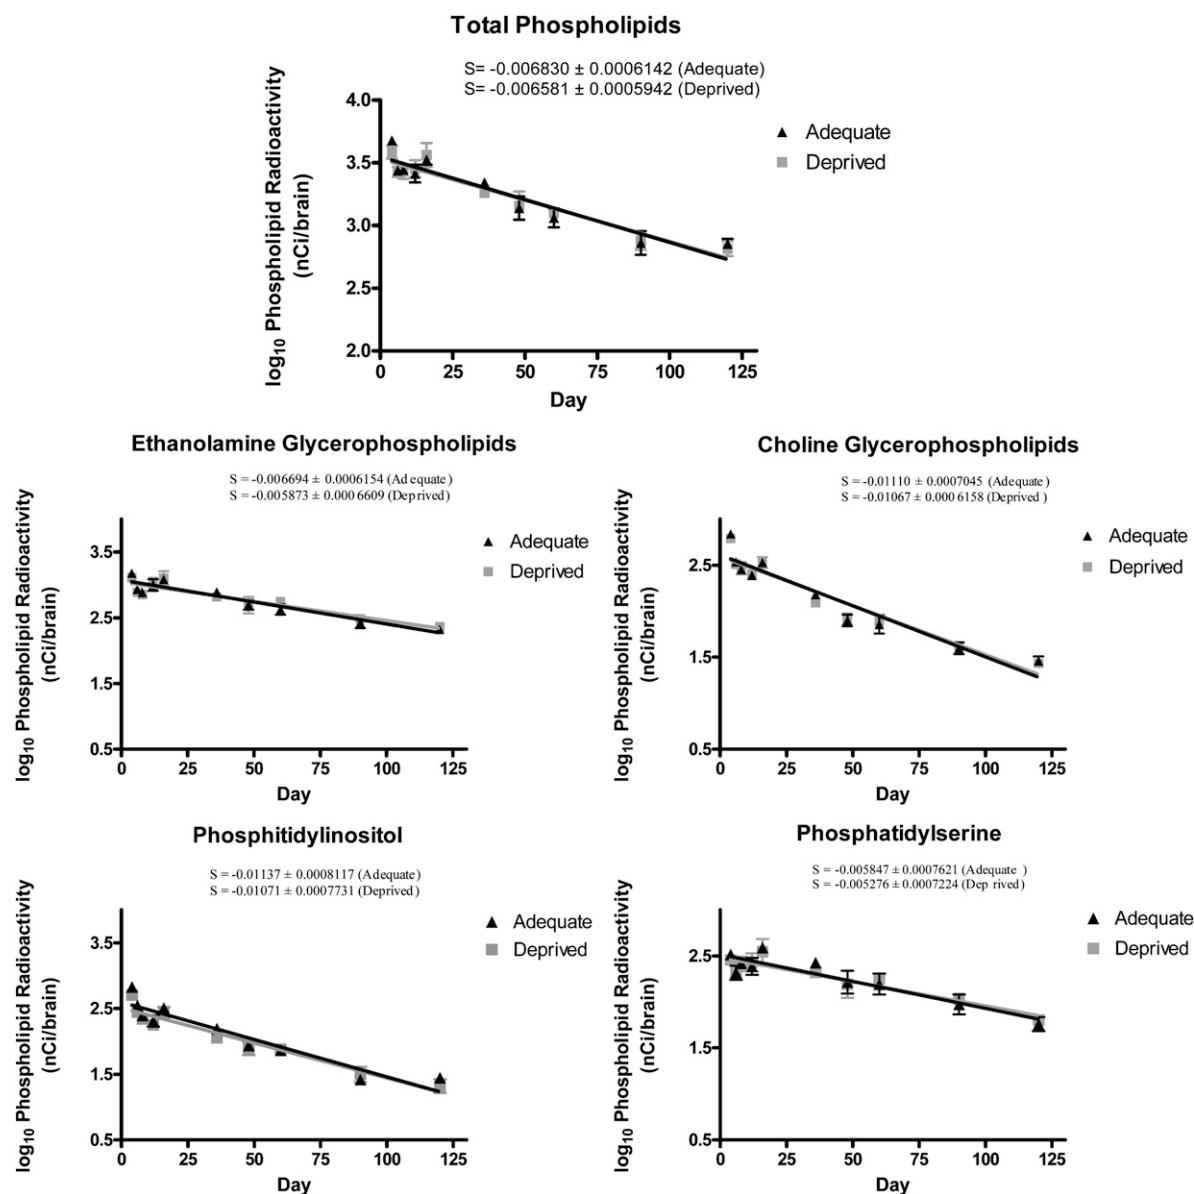 Total Phospholipids
S= -0.006830 ± 0.0006142 (Adequate)
S= -0.006581 ± 0.0005942 (Deprived)
log₁₀ Phospholipid Radioactivity
(nCi/brain)
4.0
3.5
3.0
2.5
2.0
0 25 50 75 100 125
Day
Adequate
Deprived
Ethanolamine Glycerophospholipids
S = -0.006694 ± 0.0006154 (Adequate)
S = -0.005873 ± 0.0006609 (Deprived)
log₁₀ Phospholipid Radioactivity
(nCi/brain)
3.5
2.5
1.5
0.5
0 25 50 75 100 125
Day
Adequate
Deprived
Choline Glycerophospholipids
S = -0.01110 ± 0.0007045 (Adequate)
S = -0.01067 ± 0.0006158 (Deprived)
log₁₀ Phospholipid Radioactivity
(nCi/brain)
2.5
1.5
0.5
0 25 50 75 100 125
Day
Adequate
Deprived
Phosphitidylinositol
S = -0.01137 ± 0.0008117 (Adequate)
S = -0.01071 ± 0.0007731 (Deprived)
log₁₀ Phospholipid Radioactivity
(nCi/brain)
3.5
2.5
1.5
0.5
0 25 50 75 100 125
Day
Adequate
Deprived
Phosphatidylserine
S = -0.005847 ± 0.0007621 (Adequate )
S = -0.005276 ± 0.0007224 (Dep rived)
log₁₀ Phospholipid Radioactivity
(nCi/brain)
2.5
1.5
0.5
0 25 50 75 100 125
Day
Adequate
Deprived